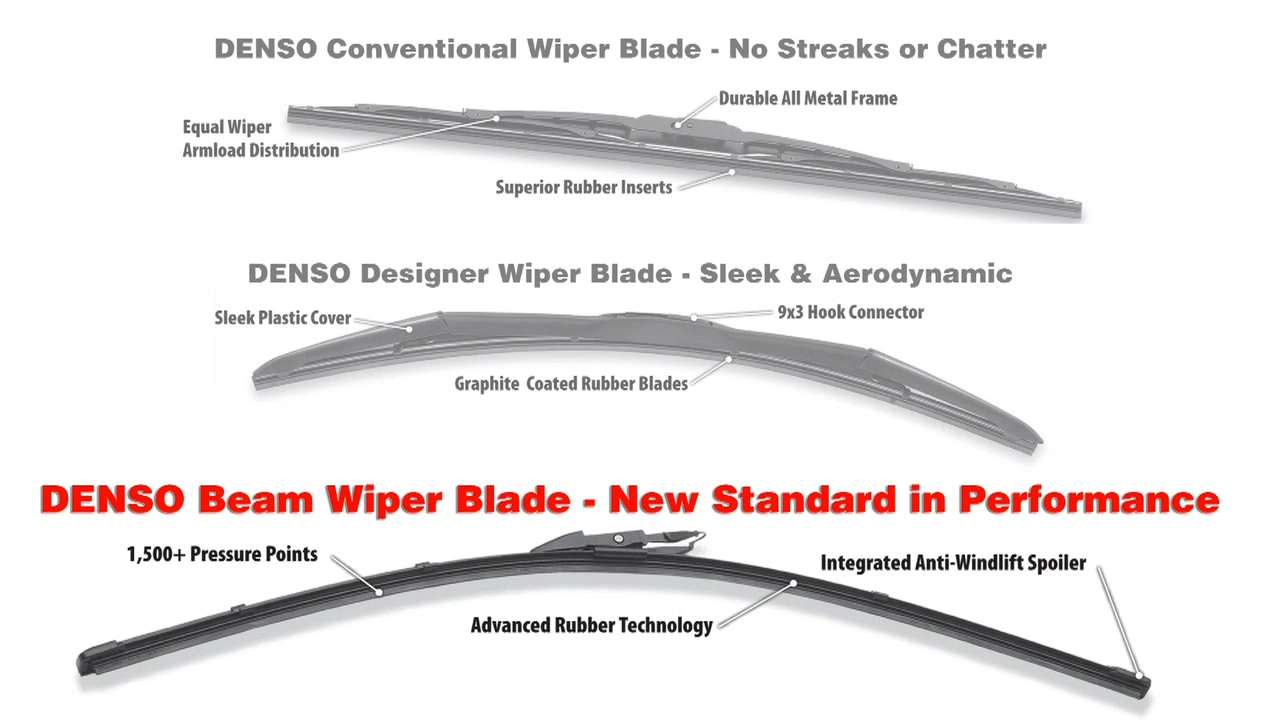 DENSO Conventional Wiper Blade - No Streaks or Chatter
Durable All Metal Frame
Equal Wiper
Armload Distribution
Superior Rubber Inserts
DENSO Designer Wiper Blade - Sleek & Aerodynamic
Sleek Plastic Cover
9x3 Hook Connector
Graphite Coated Rubber Blades
DENSO Beam Wiper Blade - New Standard in Performance
1,500+ Pressure Points
Integrated Anti-Windlift Spoiler
Advanced Rubber Technology